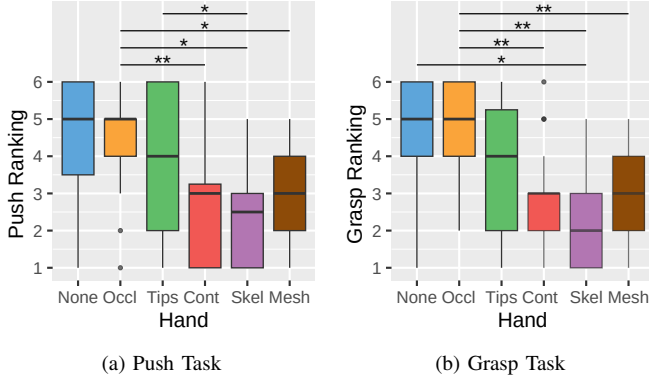 * **
* **
* **
** *
6 6
5 5
4 4
3 3
2 2
1 1
Push Ranking
Grasp Ranking
None Occl Tips Cont Skel Mesh
None Occl Tips Cont Skel Mesh
Hand
Hand
(a) Push Task
(b) Grasp Task